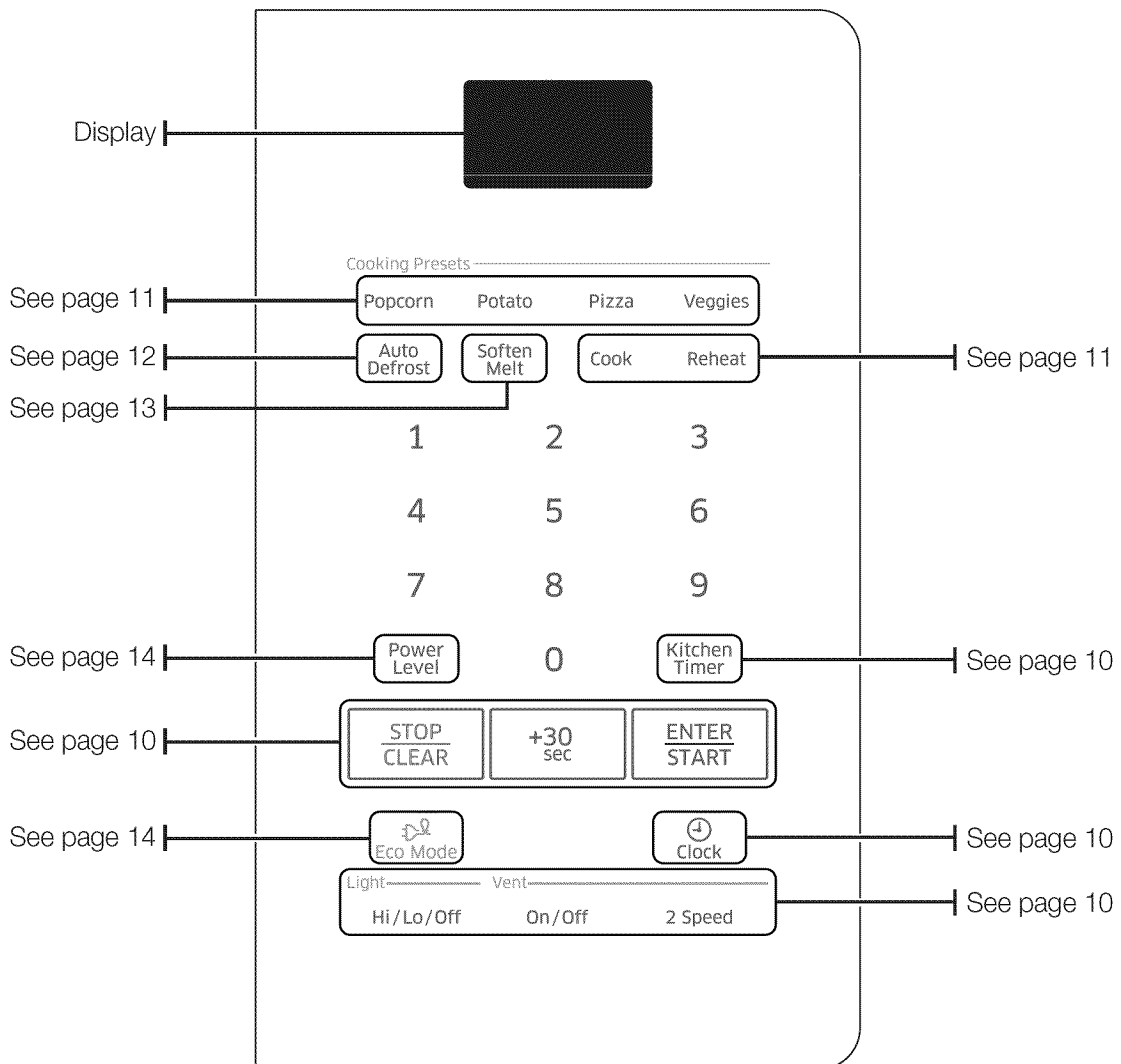 Display
Cooking Presets
See page 11
Popcorn Potato Pizza Veggies
See page 12
Auto
Defrost
Soften
Melt
Cook Reheat
See page 11
See page 13
1 2 3
4 5 6
7 8 9
See page 14
Power
Level
0
Kitchen
Timer
See page 10
See page 10
STOP
CLEAR
+30
sec
ENTER
START
See page 14
Eco Mode
Clock
See page 10
Light Vent
Hi/Lo/Off On/Off 2 Speed
See page 10